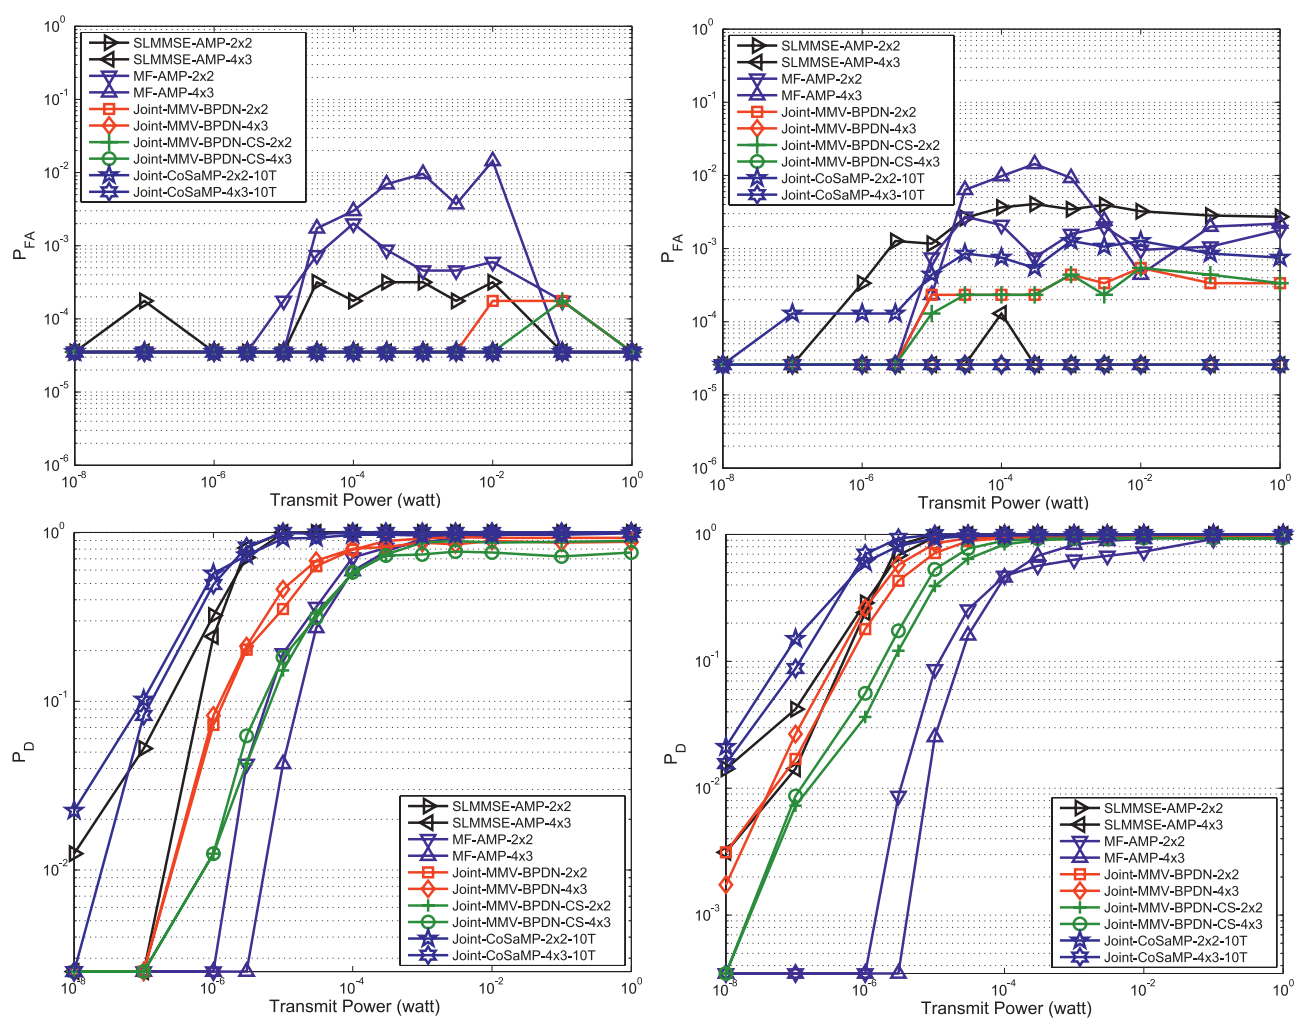 10^0
10^-1
10^-2
10^-3
10^-4
10^-5
10^-6
P_FA
SLMMSE-AMP-2x2
SLMMSE-AMP-4x3
MF-AMP-2x2
MF-AMP-4x3
Joint-MMV-BPDN-2x2
Joint-MMV-BPDN-4x3
Joint-MMV-BPDN-CS-2x2
Joint-MMV-BPDN-CS-4x3
Joint-CoSaMP-2x2-10T
Joint-CoSaMP-4x3-10T
10^-8 10^-6 10^-4 10^-2 10^0
Transmit Power (watt)
10^0
10^-1
10^-2
10^-3
10^-4
10^-5
10^-6
P_FA
SLMMSE-AMP-2x2
SLMMSE-AMP-4x3
MF-AMP-2x2
MF-AMP-4x3
Joint-MMV-BPDN-2x2
Joint-MMV-BPDN-4x3
Joint-MMV-BPDN-CS-2x2
Joint-MMV-BPDN-CS-4x3
Joint-CoSaMP-2x2-10T
Joint-CoSaMP-4x3-10T
10^-8 10^-6 10^-4 10^-2 10^0
Transmit Power (watt)
10^0
10^-1
10^-2
P_D
SLMMSE-AMP-2x2
SLMMSE-AMP-4x3
MF-AMP-2x2
MF-AMP-4x3
Joint-MMV-BPDN-2x2
Joint-MMV-BPDN-4x3
Joint-MMV-BPDN-CS-2x2
Joint-MMV-BPDN-CS-4x3
Joint-CoSaMP-2x2-10T
Joint-CoSaMP-4x3-10T
10^-8 10^-6 10^-4 10^-2 10^0
Transmit Power (watt)
10^0
10^-1
10^-2
10^-3
P_D
SLMMSE-AMP-2x2
SLMMSE-AMP-4x3
MF-AMP-2x2
MF-AMP-4x3
Joint-MMV-BPDN-2x2
Joint-MMV-BPDN-4x3
Joint-MMV-BPDN-CS-2x2
Joint-MMV-BPDN-CS-4x3
Joint-CoSaMP-2x2-10T
Joint-CoSaMP-4x3-10T
10^-8 10^-6 10^-4 10^-2 10^0
Transmit Power (watt)